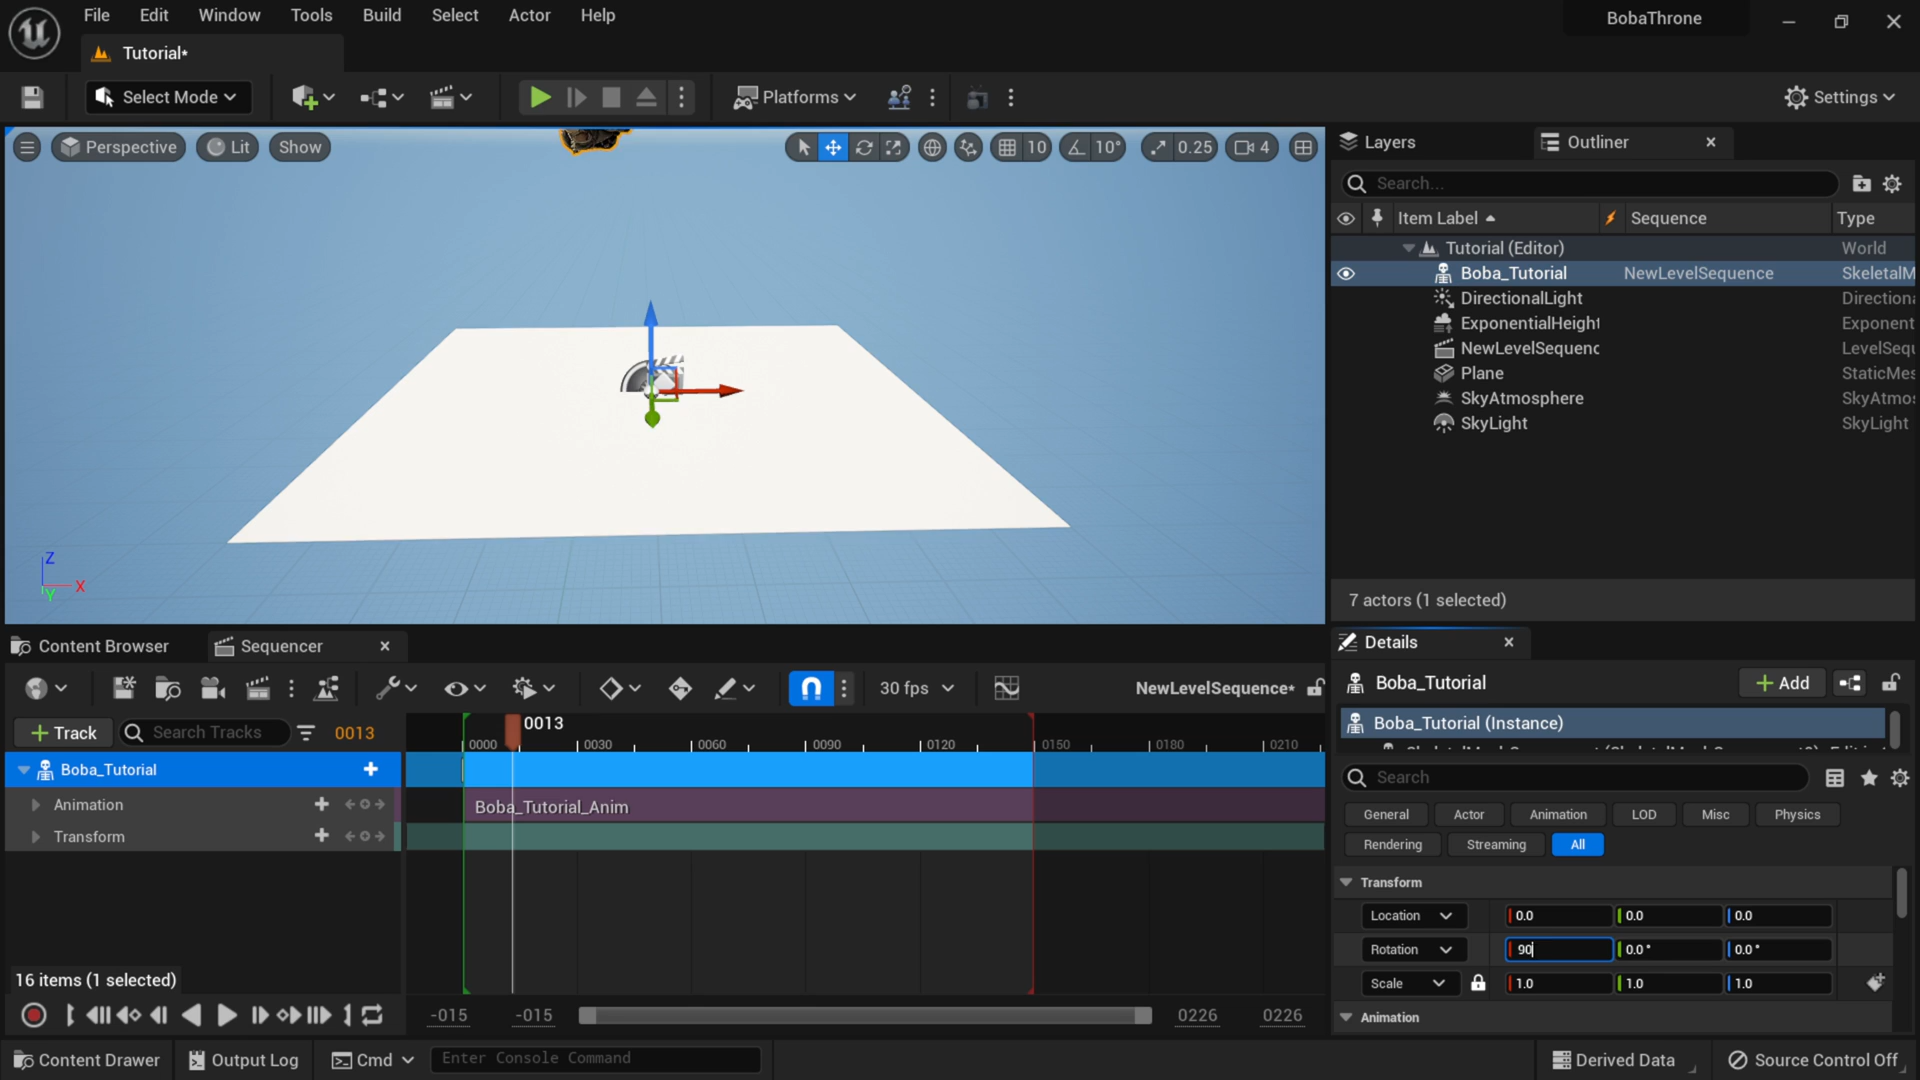 File Edit Window Tools Build Select Actor Help
BobaThrone
Tutorial*
Select Mode
Platforms
Settings
Perspective Lit Show
10 10° 0.25 4
Layers Outliner
Search...
Item Label Sequence Type
Tutorial (Editor) World
Boba_Tutorial NewLevelSequence SkeletalM
DirectionalLight Directiona
ExponentialHeight Exponent
NewLevelSequenc LevelSequ
Plane StaticMes
SkyAtmosphere SkyAtmos
SkyLight SkyLight
7 actors (1 selected)
Z
X
Y
Content Browser Sequencer
30 fps NewLevelSequence*
Track Search Tracks 0013
0013
0000 0030 0060 0090 0120 0150 0180 0210
Boba_Tutorial
Animation
Boba_Tutorial_Anim
Transform
16 items (1 selected)
-015 -015 0226 0226
Details
Boba_Tutorial
Add
Boba_Tutorial (Instance)
Search
General Actor Animation LOD Misc Physics
Rendering Streaming All
Transform
Location 0.0 0.0 0.0
Rotation 90 0.0° 0.0°
Scale 1.0 1.0 1.0
Animation
Content Drawer Output Log Cmd Enter Console Command
Derived Data Source Control Off